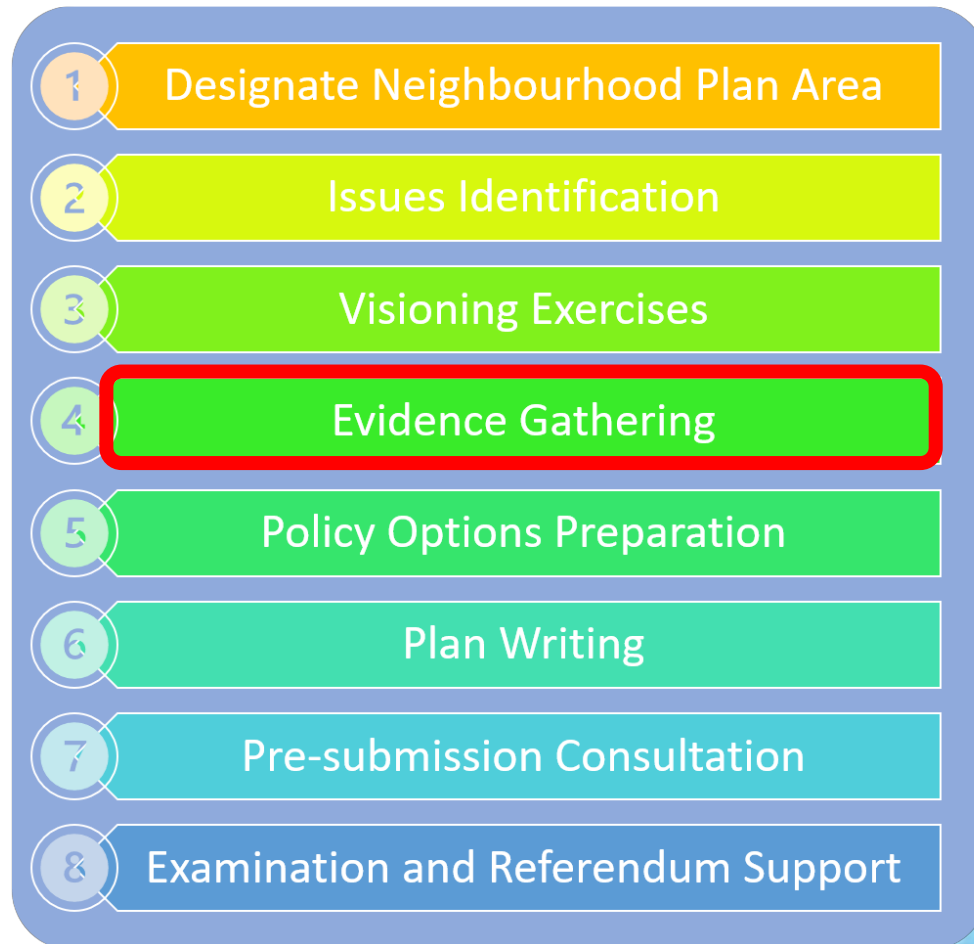 1 Designate Neighbourhood Plan Area
2 Issues Identification
3 Visioning Exercises
4 Evidence Gathering
5 Policy Options Preparation
6 Plan Writing
7 Pre-submission Consultation
8 Examination and Referendum Support